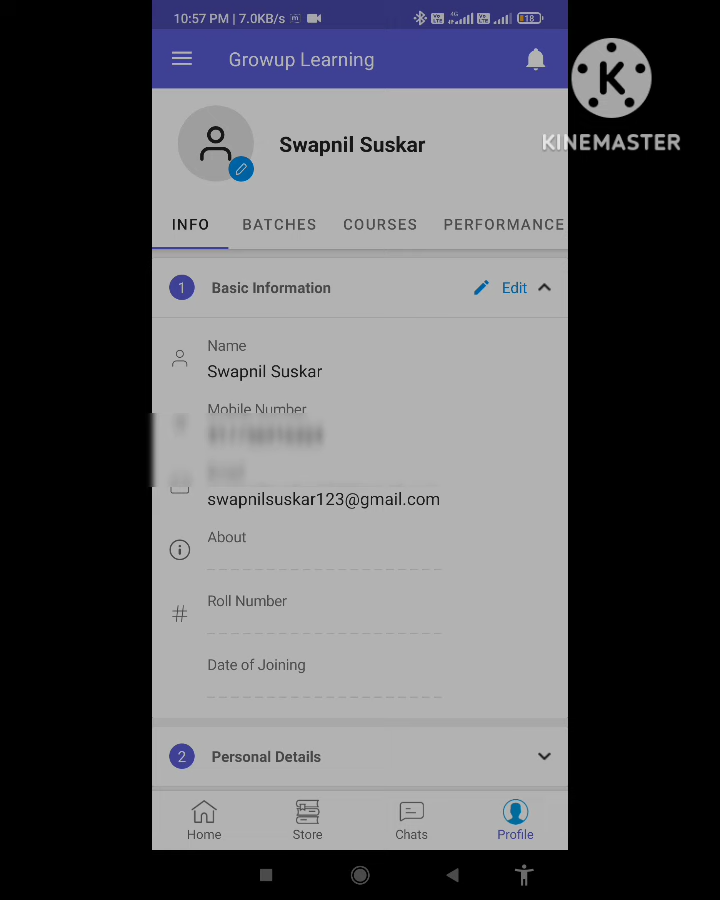 10:57 PM | 7.0KB/s
18
Growup Learning
K
KINEMASTER
Swapnil Suskar
INFO BATCHES COURSES PERFORMANCE
1 Basic Information Edit
Name
Swapnil Suskar
Mobile Number
swapnilsuskar123@gmail.com
About
# Roll Number
Date of Joining
2 Personal Details
Home Store Chats Profile